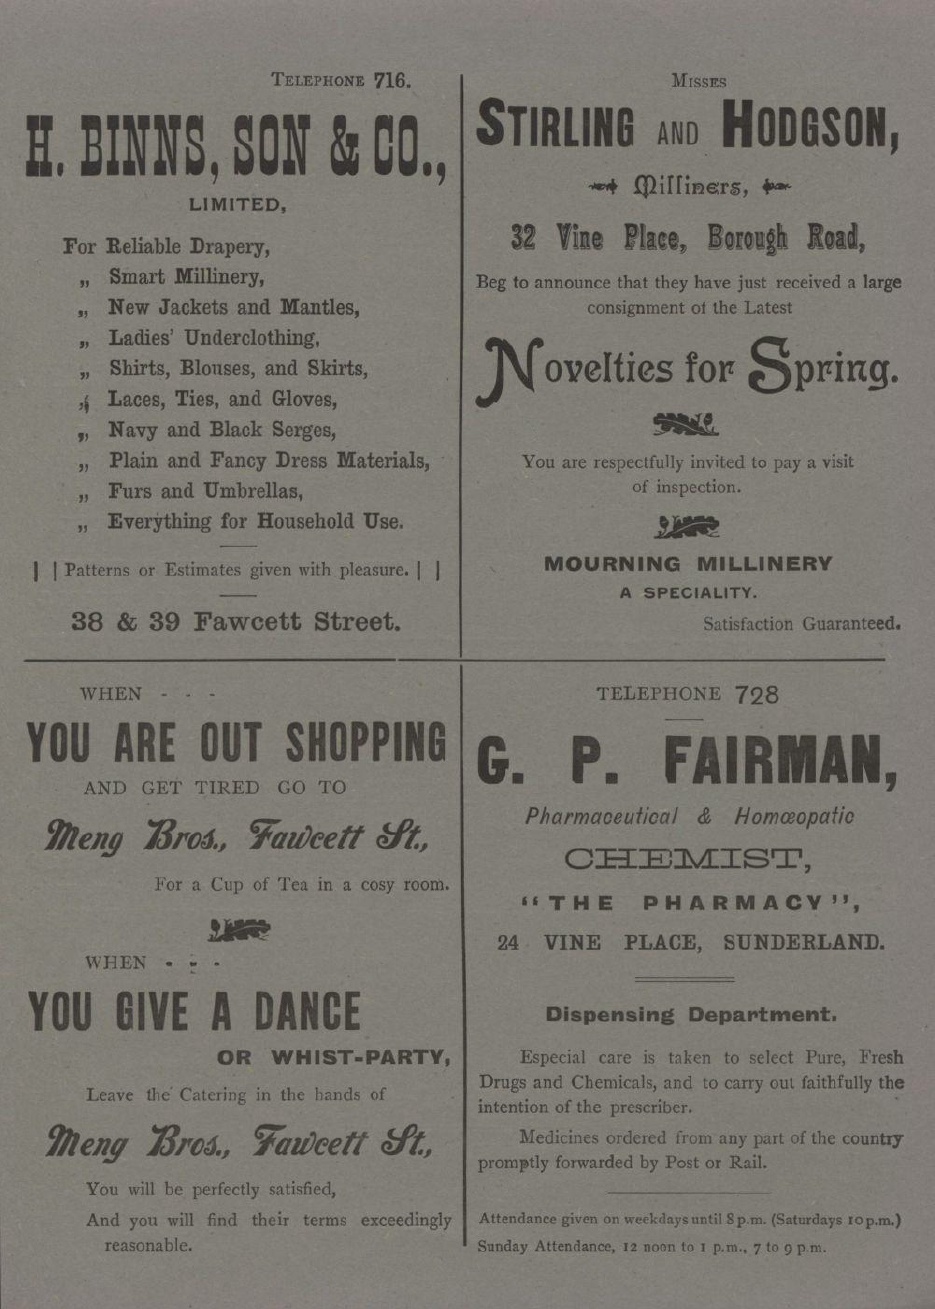 TELEPHONE 716.
H. BINNS, SON & CO.,
LIMITED,
For Reliable Drapery,
„ Smart Millinery,
„ New Jackets and Mantles,
„ Ladies' Underclothing,
„ Shirts, Blouses, and Skirts,
„ Laces, Ties, and Gloves,
„ Navy and Black Serges,
„ Plain and Fancy Dress Materials,
„ Furs and Umbrellas,
„ Everything for Household Use.
| | Patterns or Estimates given with pleasure. | |
38 & 39 Fawcett Street.
MISSES
STIRLING AND HODGSON,
Milliners,
32 Vine Place, Borough Road,
Beg to announce that they have just received a large
consignment of the Latest
Novelties for Spring.
You are respectfully invited to pay a visit
of inspection.
MOURNING MILLINERY
A SPECIALITY.
Satisfaction Guaranteed.
WHEN - - -
YOU ARE OUT SHOPPING
AND GET TIRED GO TO
Meng Bros., Fawcett St.,
For a Cup of Tea in a cosy room.
WHEN - - -
YOU GIVE A DANCE
OR WHIST-PARTY,
Leave the Catering in the hands of
Meng Bros., Fawcett St.,
You will be perfectly satisfied,
And you will find their terms exceedingly
reasonable.
TELEPHONE 728
G. P. FAIRMAN,
Pharmaceutical & Homœopatic
CHEMIST,
"THE PHARMACY",
24 VINE PLACE, SUNDERLAND.
Dispensing Department.
Especial care is taken to select Pure, Fresh
Drugs and Chemicals, and to carry out faithfully the
intention of the prescriber.
Medicines ordered from any part of the country
promptly forwarded by Post or Rail.
Attendance given on weekdays until 8 p.m. (Saturdays 10 p.m.)
Sunday Attendance, 12 noon to 1 p.m., 7 to 9 p.m.